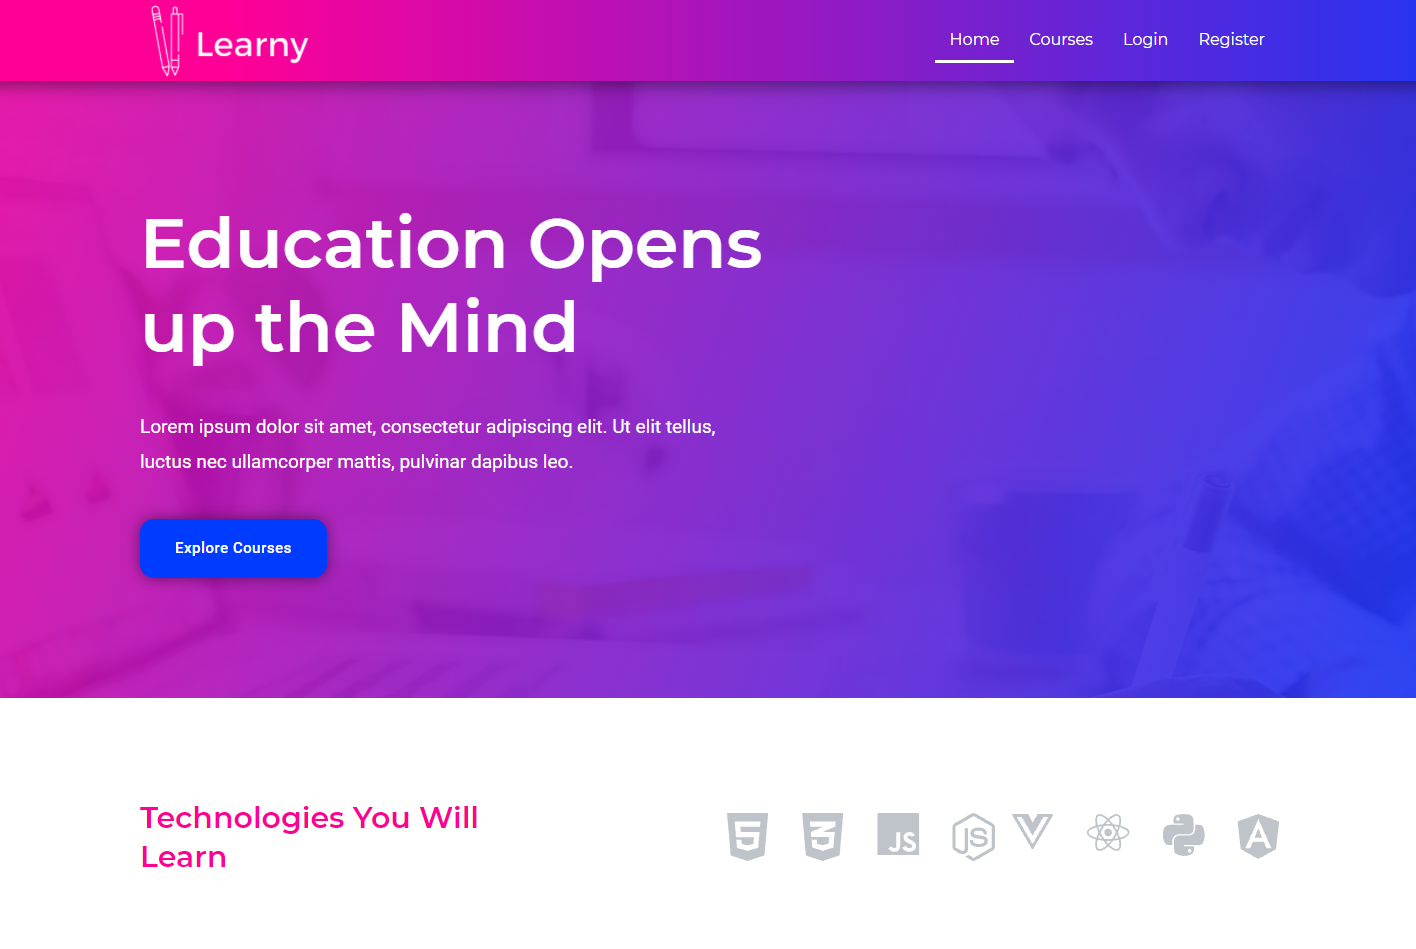 Learny
Home Courses Login Register
Education Opens
up the Mind
Lorem ipsum dolor sit amet, consectetur adipiscing elit. Ut elit tellus,
luctus nec ullamcorper mattis, pulvinar dapibus leo.
Explore Courses
Technologies You Will
Learn
5 3 JS JS A